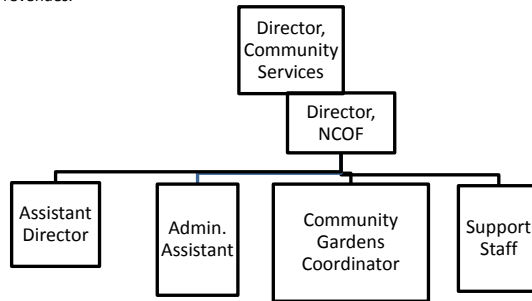 revenues.
Director,
Community
Services
Director,
NCOF
Assistant
Director
Admin.
Assistant
Community
Gardens
Coordinator
Support
Staff